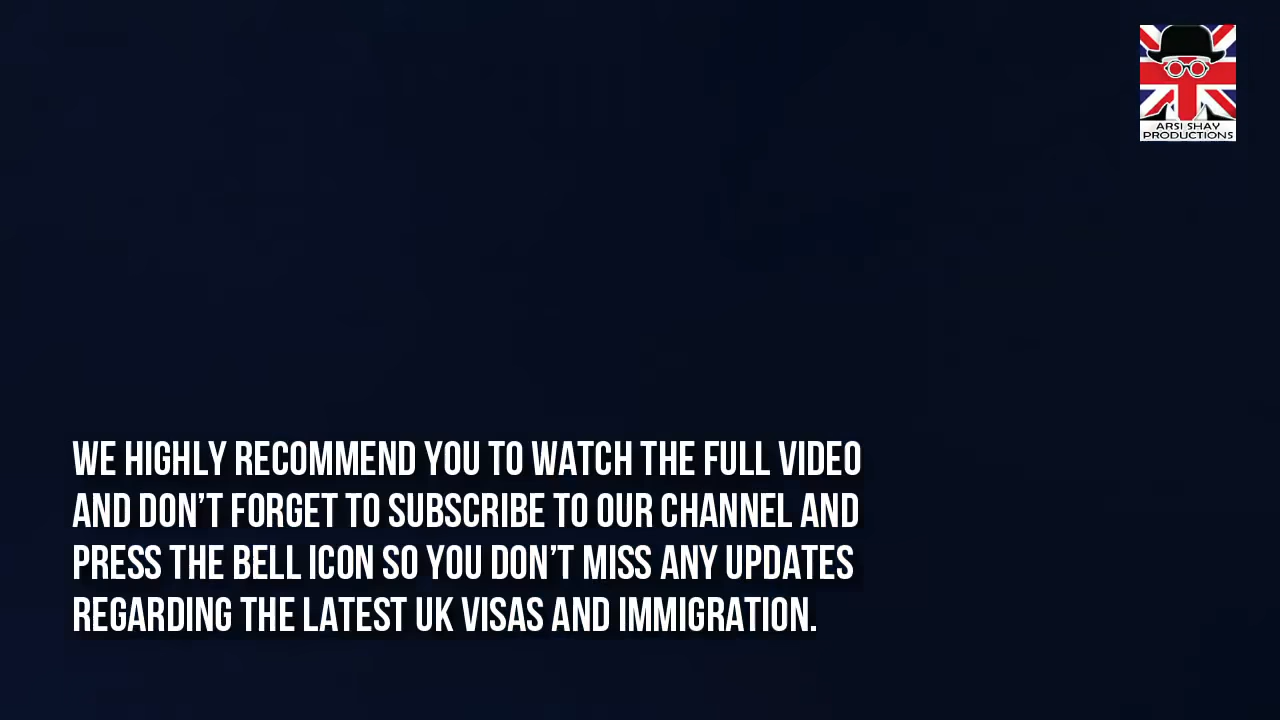 ARSI SHAY
PRODUCTIONS
WE HIGHLY RECOMMEND YOU TO WATCH THE FULL VIDEO
AND DON'T FORGET TO SUBSCRIBE TO OUR CHANNEL AND
PRESS THE BELL ICON SO YOU DON'T MISS ANY UPDATES
REGARDING THE LATEST UK VISAS AND IMMIGRATION.